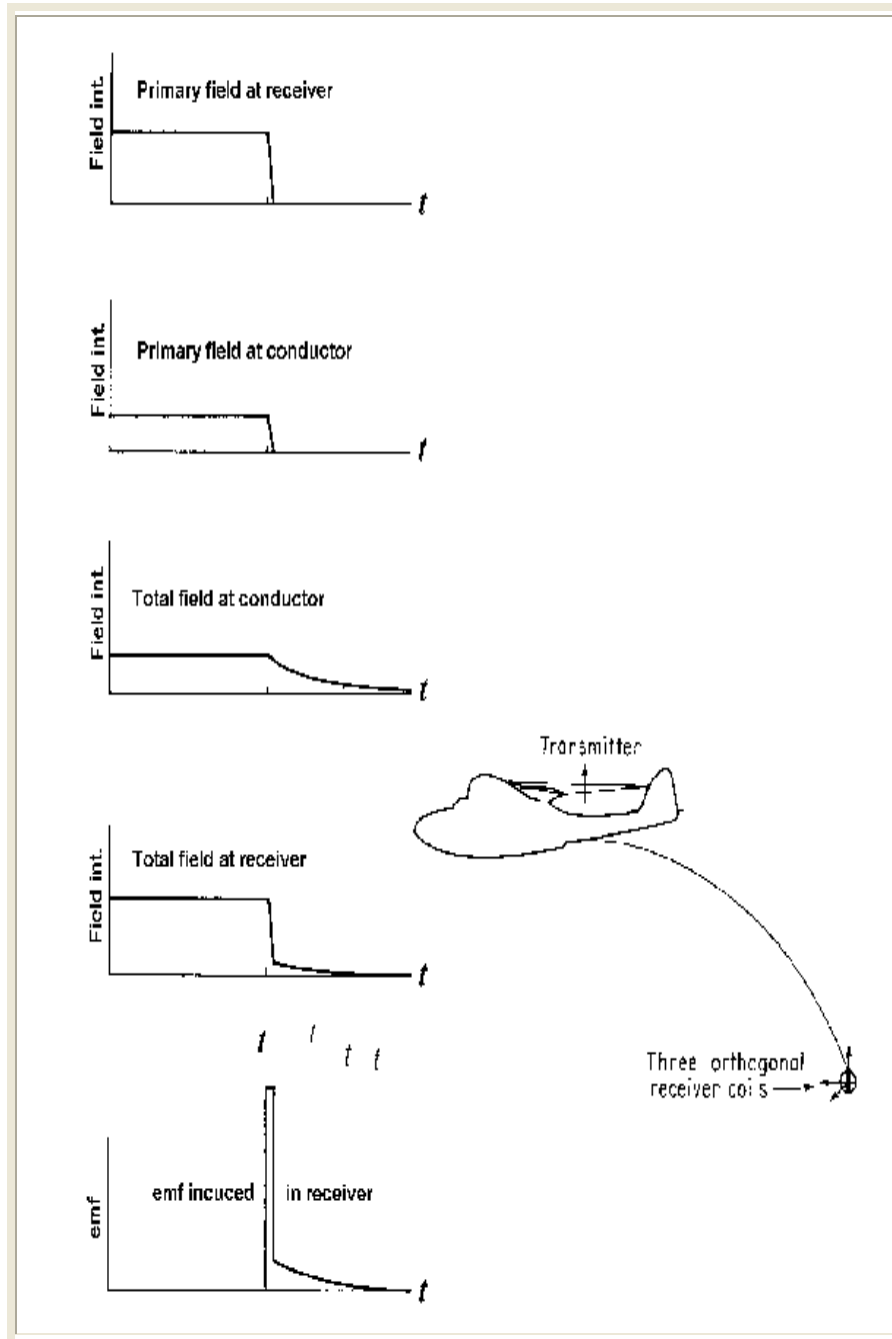 Field int.
Primary field at receiver
t
Field int.
Primary field at conductor
t
Field int.
Total field at conductor
t
Transmitter
Field int.
Total field at receiver
t
t t t t
Three orthogonal
receiver coi s
emf
emf incuced in receiver
t